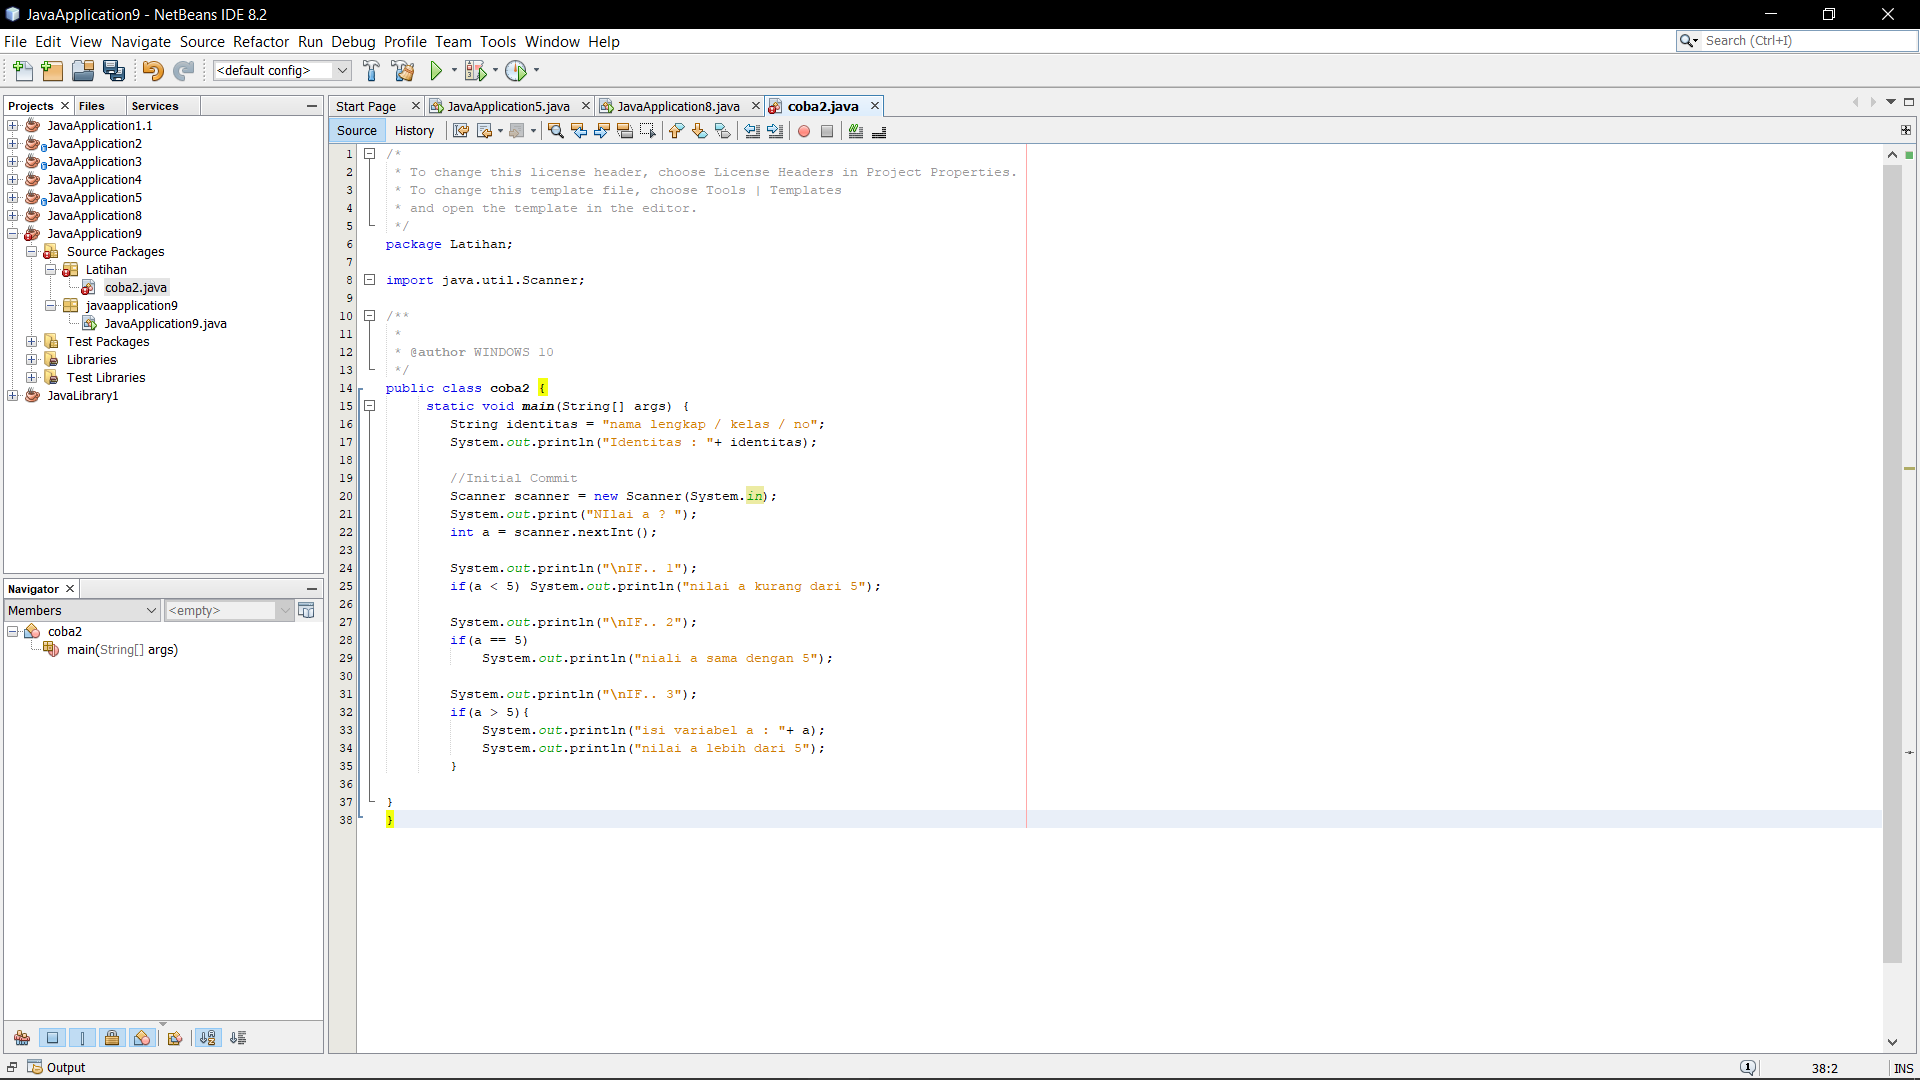 JavaApplication9 - NetBeans IDE 8.2
File Edit View Navigate Source Refactor Run Debug Profile Team Tools Window Help
Search (Ctrl+I)
<default config>
Projects Files Services
JavaApplication1.1
JavaApplication2
JavaApplication3
JavaApplication4
JavaApplication5
JavaApplication8
JavaApplication9
Source Packages
Latihan
coba2.java
javaapplication9
JavaApplication9.java
Test Packages
Libraries
Test Libraries
JavaLibrary1
Navigator
Members <empty>
coba2
main(String[] args)
Start Page JavaApplication5.java JavaApplication8.java coba2.java
Source History
1 /*
2 * To change this license header, choose License Headers in Project Properties.
3 * To change this template file, choose Tools | Templates
4 * and open the template in the editor.
5 */
6 package Latihan;
7
8 import java.util.Scanner;
9
10 /**
11 *
12 * @author WINDOWS 10
13 */
14 public class coba2 {
15 static void main(String[] args) {
16 String identitas = "nama lengkap / kelas / no";
17 System.out.println("Identitas : "+ identitas);
18
19 //Initial Commit
20 Scanner scanner = new Scanner(System.in);
21 System.out.print("NIlai a ? ");
22 int a = scanner.nextInt();
23
24 System.out.println("\nIF.. 1");
25 if(a < 5) System.out.println("nilai a kurang dari 5");
26
27 System.out.println("\nIF.. 2");
28 if(a == 5)
29 System.out.println("niali a sama dengan 5");
30
31 System.out.println("\nIF.. 3");
32 if(a > 5){
33 System.out.println("isi variabel a : "+ a);
34 System.out.println("nilai a lebih dari 5");
35 }
36
37 }
38 }
Output
1
38:2
INS